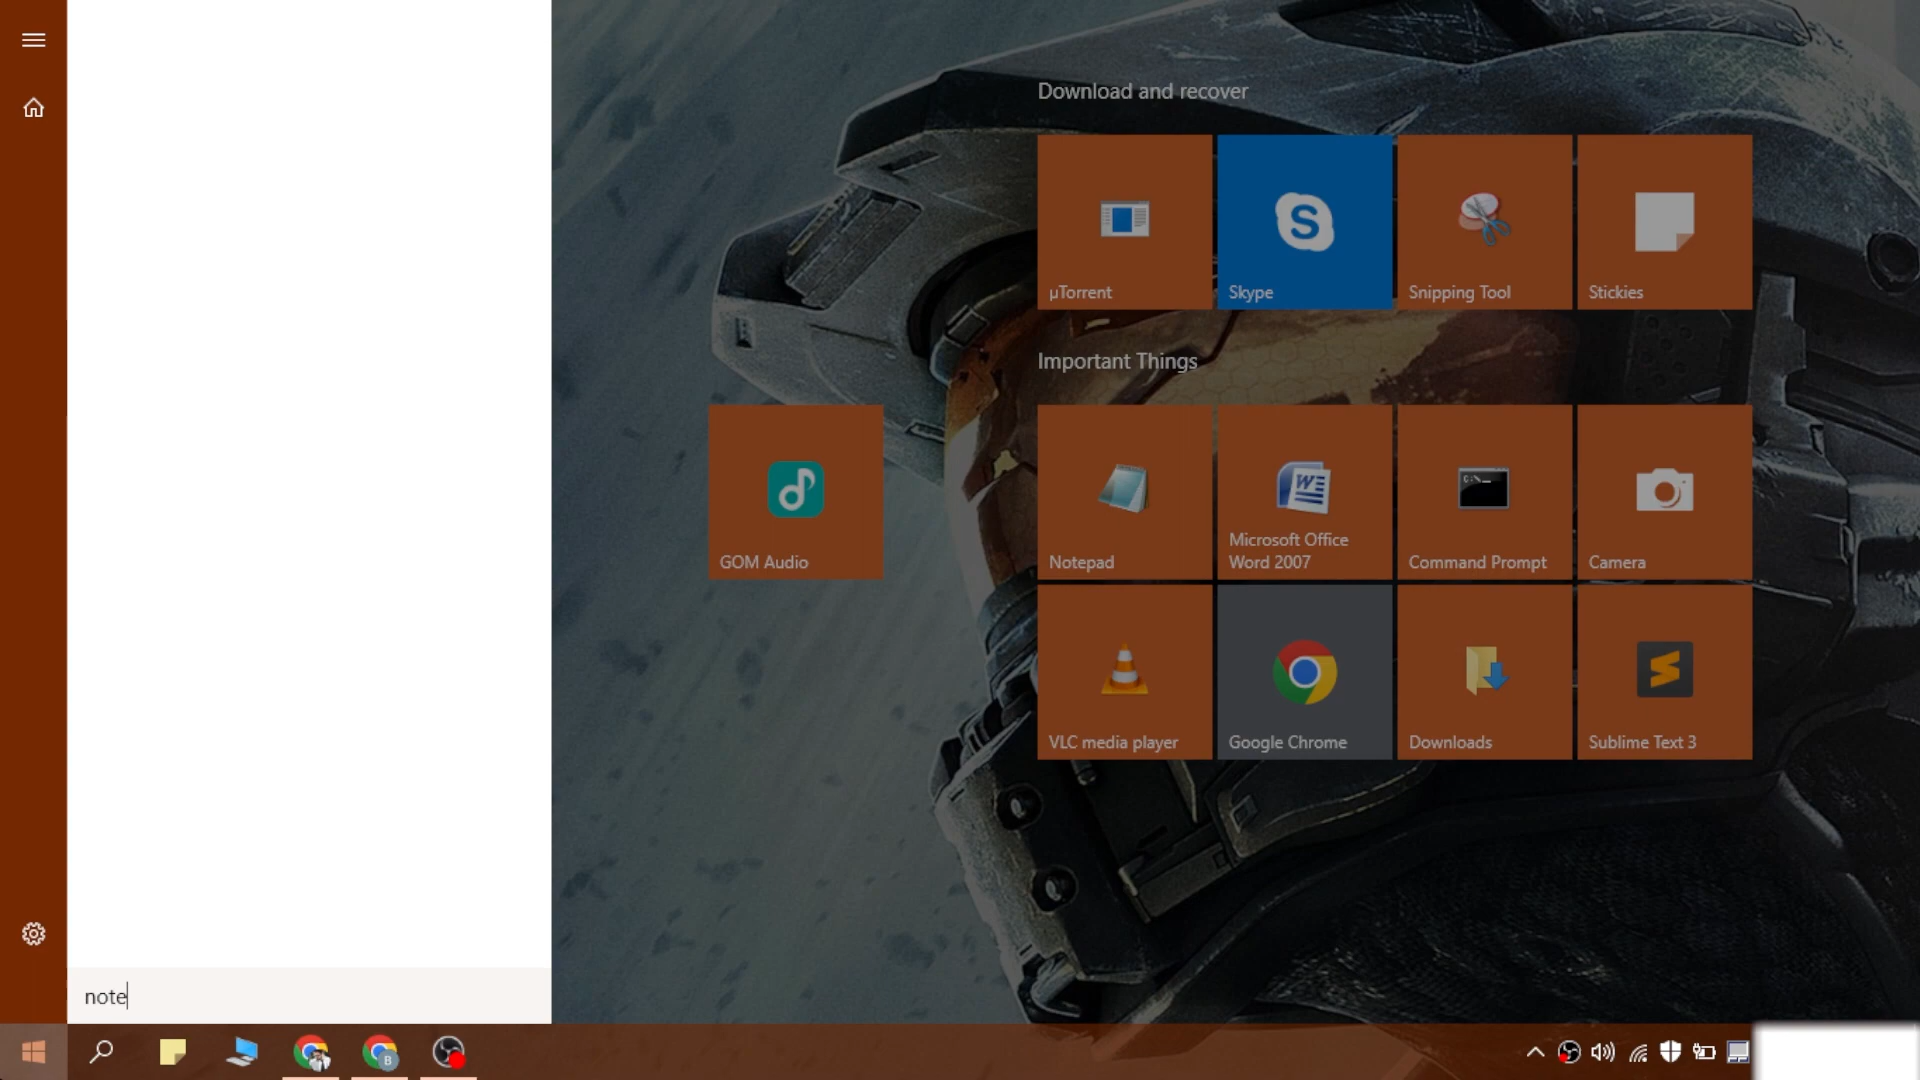 Download and recover
µTorrent
Skype
Snipping Tool
Stickies
Important Things
GOM Audio
Notepad
Microsoft Office
Word 2007
Command Prompt
Camera
VLC media player
Google Chrome
Downloads
Sublime Text 3
note